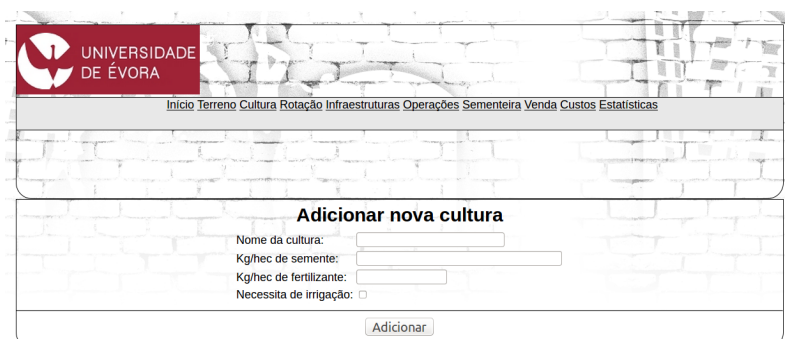 UNIVERSIDADE
DE ÉVORA
Início Terreno Cultura Rotação Infraestruturas Operações Sementeira Venda Custos Estatísticas
Adicionar nova cultura
Nome da cultura:
Kg/hec de semente:
Kg/hec de fertilizante:
Necessita de irrigação:
Adicionar